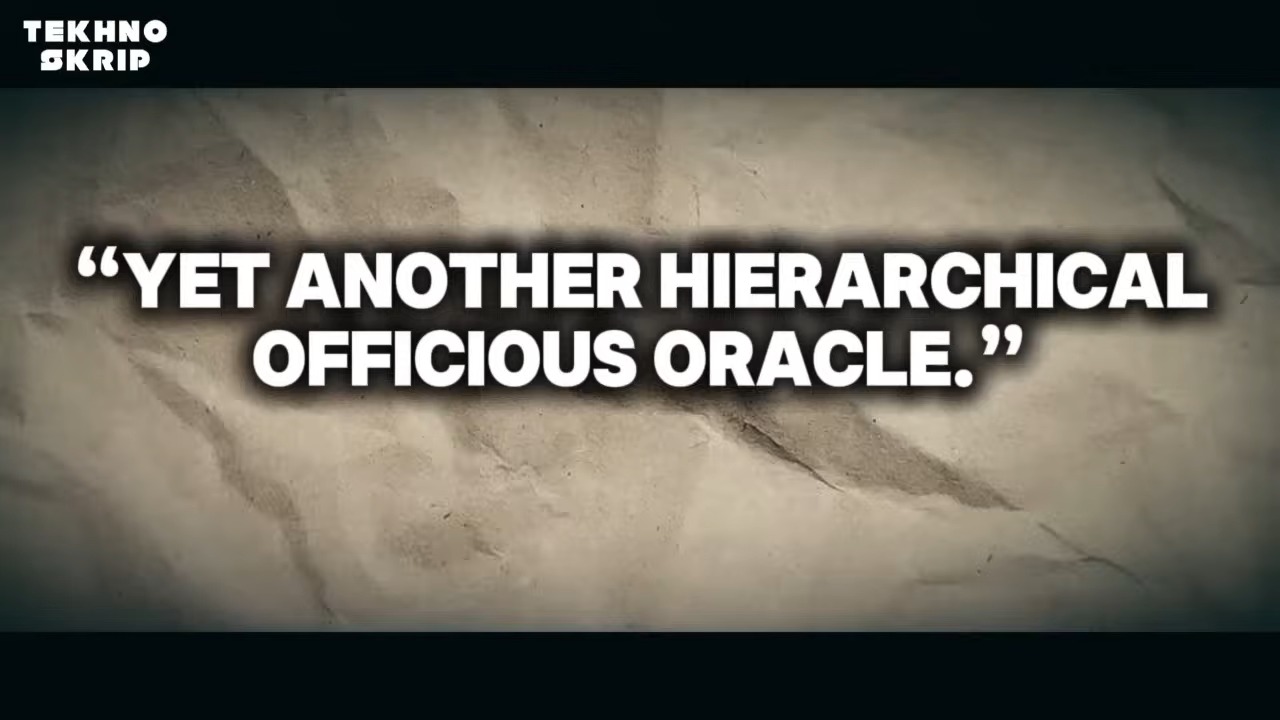 TEKHNO
SKRIP
“YET ANOTHER HIERARCHICAL
OFFICIOUS ORACLE.”